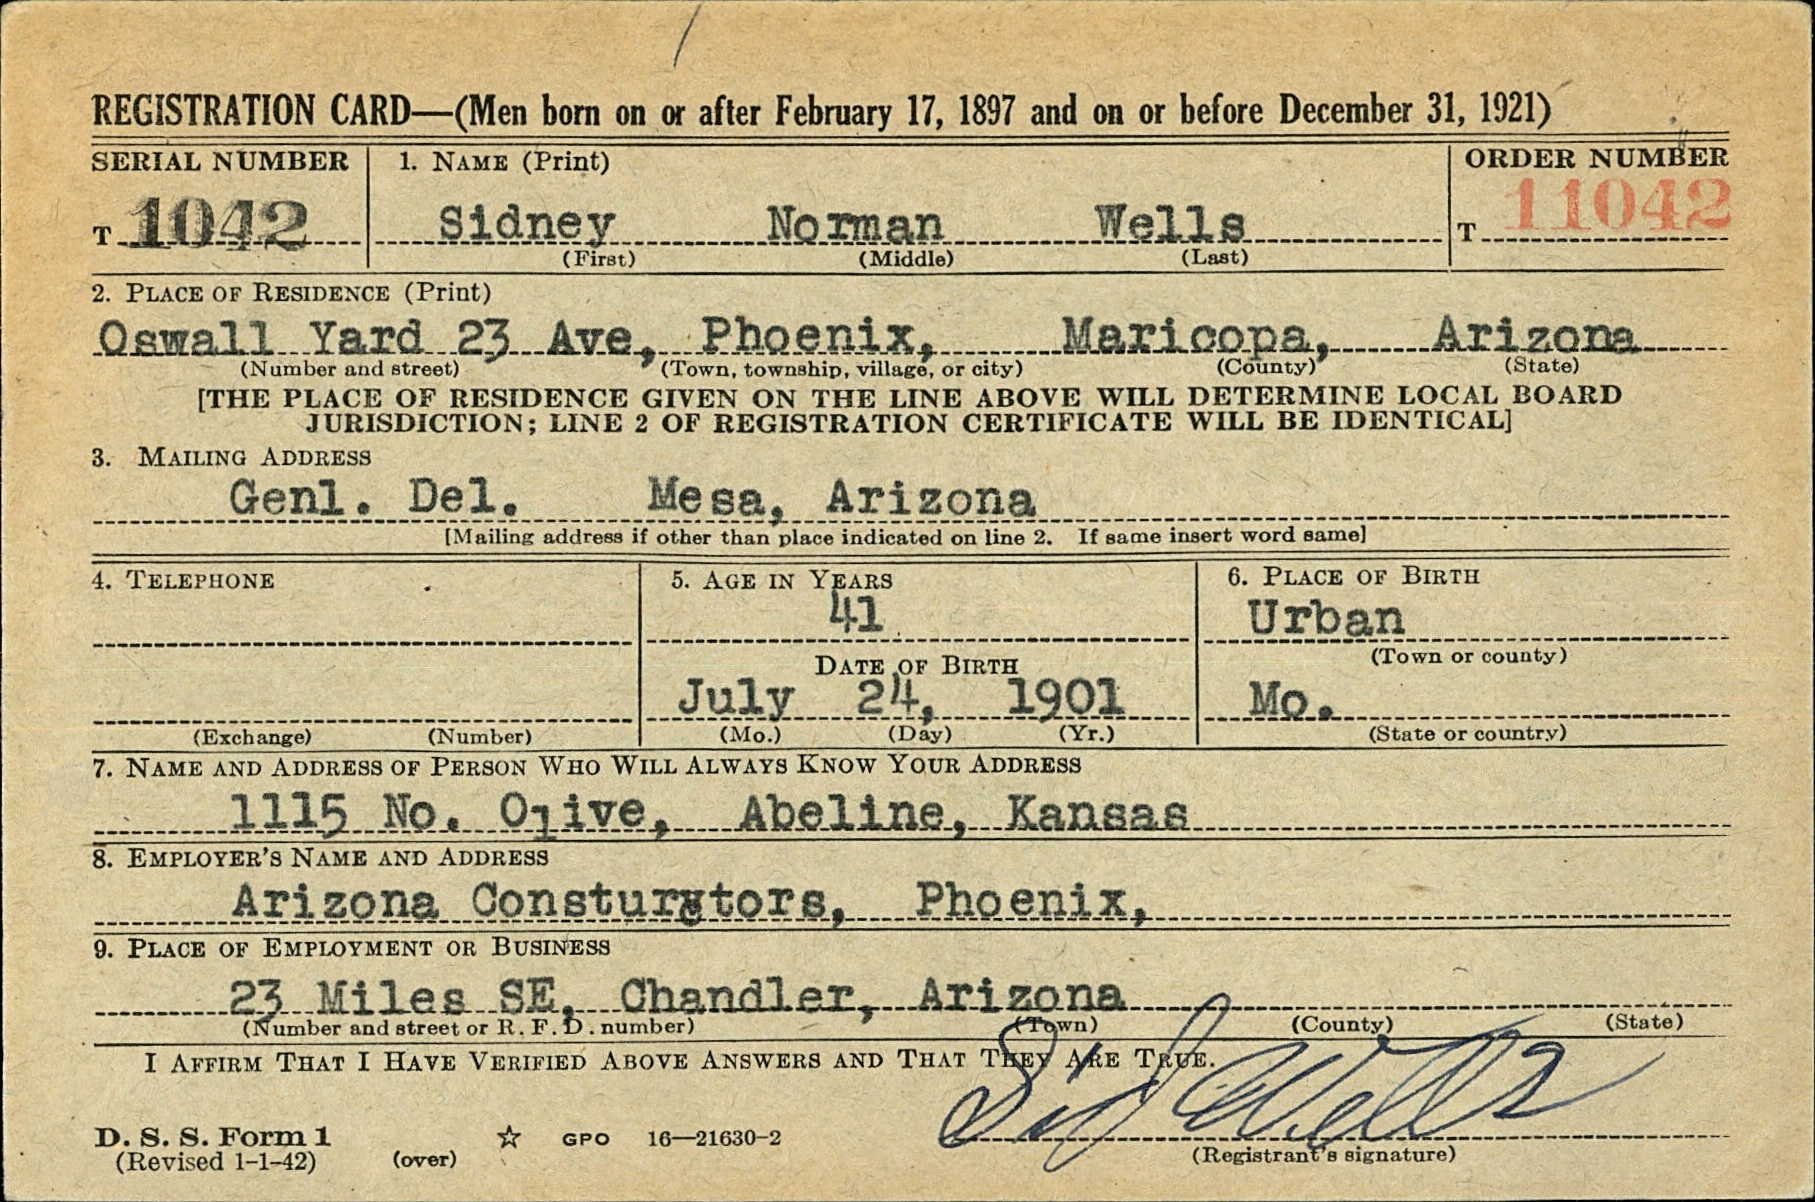 REGISTRATION CARD—(Men born on or after February 17, 1897 and on or before December 31, 1921)
SERIAL NUMBER 1. NAME (Print) ORDER NUMBER
T 1042 Sidney Norman Wells T 11042
(First) (Middle) (Last)
2. PLACE OF RESIDENCE (Print)
Oswall Yard 23 Ave, Phoenix, Maricopa, Arizona
(Number and street) (Town, township, village, or city) (County) (State)
[THE PLACE OF RESIDENCE GIVEN ON THE LINE ABOVE WILL DETERMINE LOCAL BOARD
JURISDICTION; LINE 2 OF REGISTRATION CERTIFICATE WILL BE IDENTICAL]
3. MAILING ADDRESS
Genl. Del. Mesa, Arizona
[Mailing address if other than place indicated on line 2. If same insert word same]
4. TELEPHONE 5. AGE IN YEARS 6. PLACE OF BIRTH
41 Urban
(Town or county)
DATE OF BIRTH
July 24, 1901 Mo.
(Exchange) (Number) (Mo.) (Day) (Yr.) (State or country)
7. NAME AND ADDRESS OF PERSON WHO WILL ALWAYS KNOW YOUR ADDRESS
1115 No. Olive, Abeline, Kansas
8. EMPLOYER'S NAME AND ADDRESS
Arizona Consturctors, Phoenix,
9. PLACE OF EMPLOYMENT OR BUSINESS
23 Miles SE, Chandler, Arizona
(Number and street or R. F. D. number) (Town) (County) (State)
I AFFIRM THAT I HAVE VERIFIED ABOVE ANSWERS AND THAT THEY ARE TRUE.
Sid Wells
D. S. S. Form 1 ☆ GPO 16—21630-2
(Revised 1-1-42) (over) (Registrant's signature)